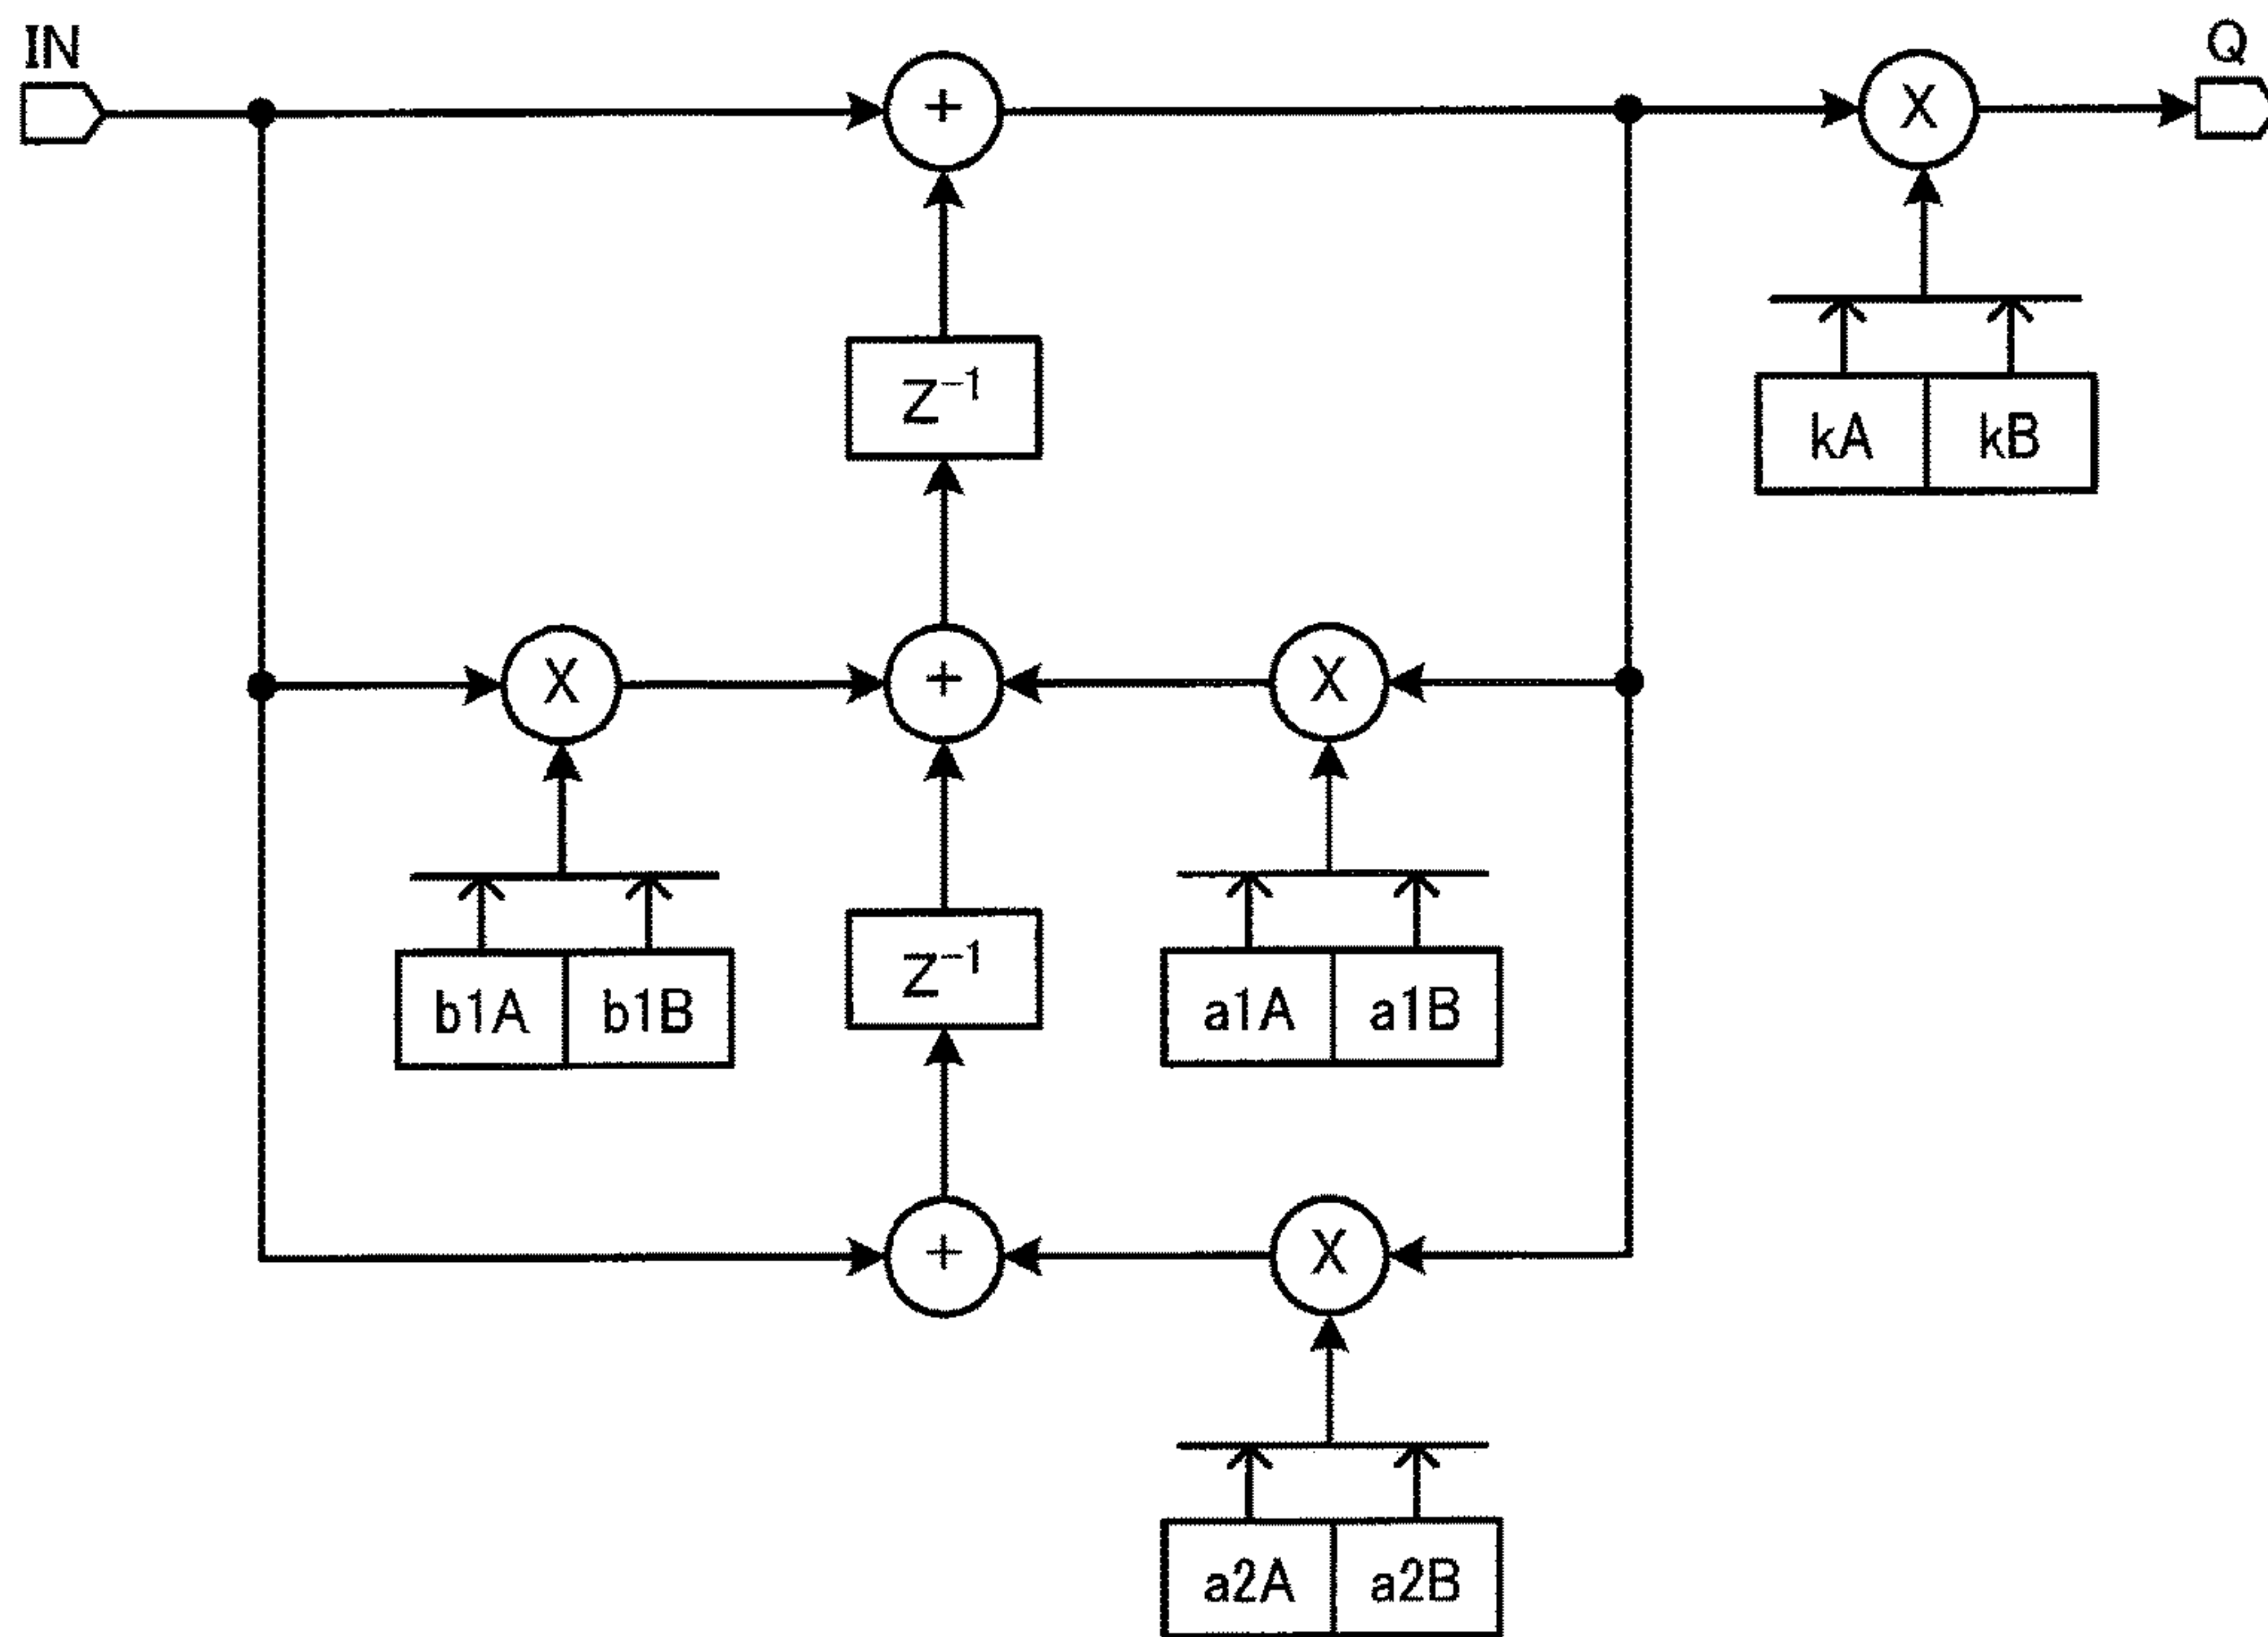 IN
Q
+
X
Z⁻¹
kA kB
X
+
X
Z⁻¹
b1A b1B
a1A a1B
+
X
a2A a2B